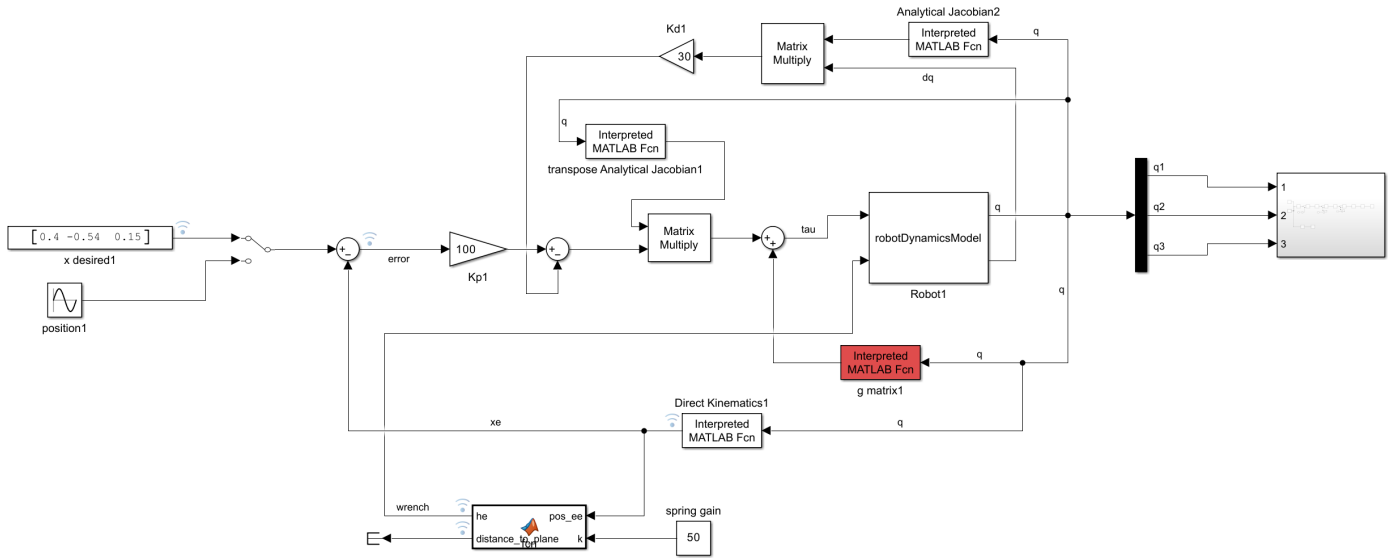 Analytical Jacobian2
Kd1
30
Matrix
Multiply
Interpreted
MATLAB Fcn
q
dq
q
Interpreted
MATLAB Fcn
transpose Analytical Jacobian1
[0.4 -0.54 0.15]
x desired1
position1
error
100
Kp1
Matrix
Multiply
tau
robotDynamicsModel
Robot1
q
q
q1
q2
q3
1
2
3
Interpreted
MATLAB Fcn
g matrix1
q
Direct Kinematics1
Interpreted
MATLAB Fcn
q
xe
wrench
he
pos_ee
distance_to_plane
fcn
k
spring gain
50